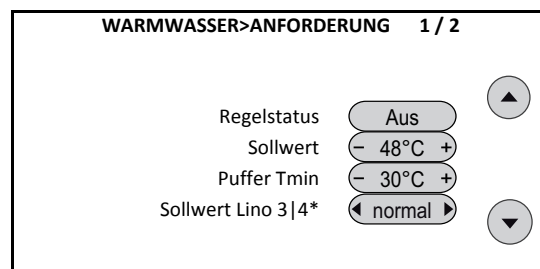 WARMWASSER>ANFORDERUNG 1 / 2
Regelstatus Aus
Sollwert − 48°C +
Puffer Tmin − 30°C +
Sollwert Lino 3|4* normal